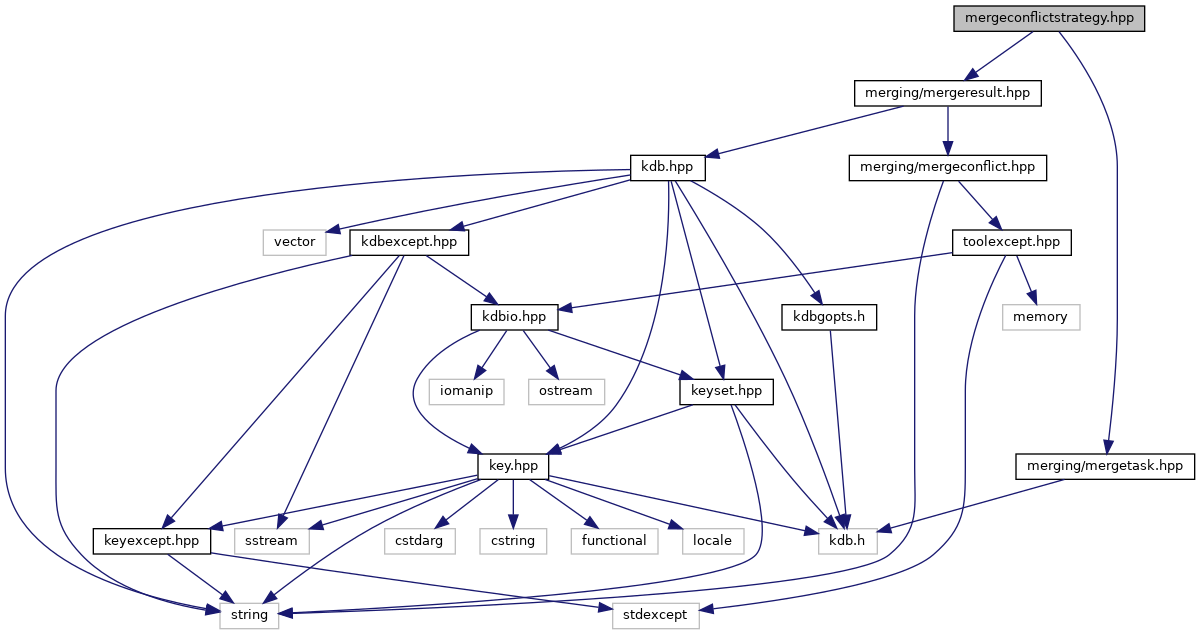 mergeconflictstrategy.hpp
merging/mergeresult.hpp
kdb.hpp
merging/mergeconflict.hpp
vector
kdbexcept.hpp
toolexcept.hpp
kdbio.hpp
kdbgopts.h
memory
iomanip
ostream
keyset.hpp
key.hpp
merging/mergetask.hpp
keyexcept.hpp
sstream
cstdarg
cstring
functional
locale
kdb.h
string
stdexcept